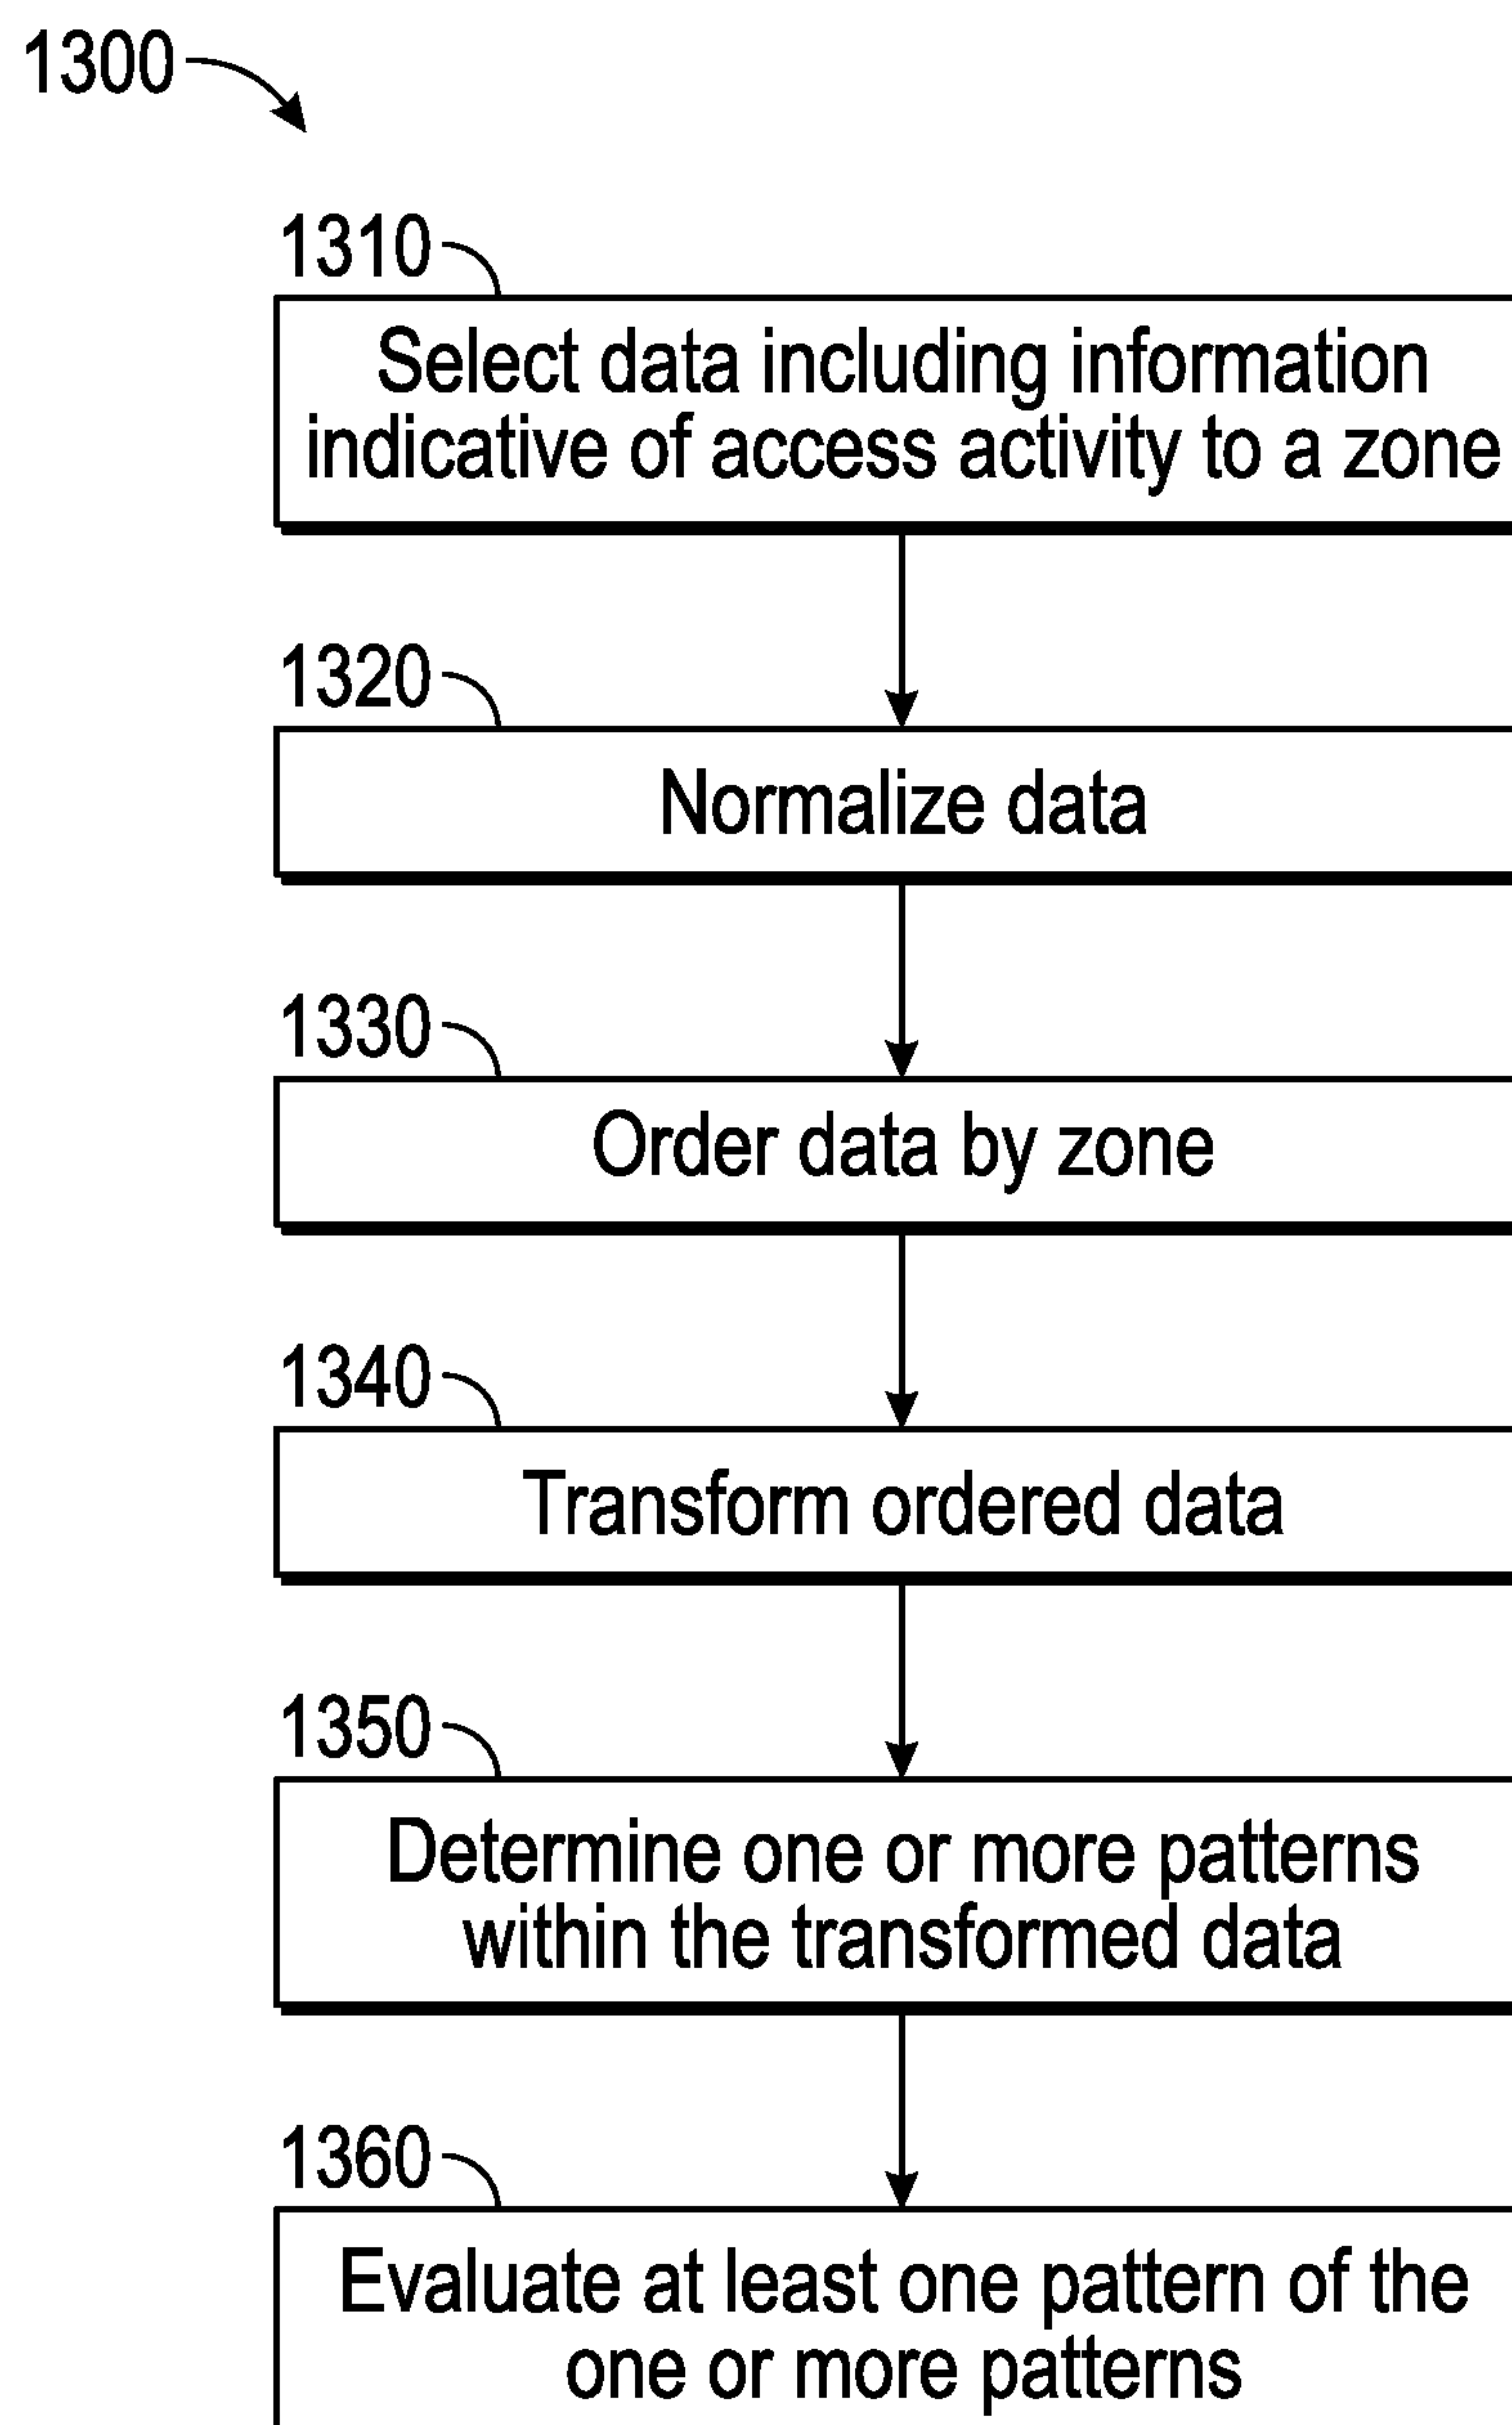 1300
1310
Select data including information
indicative of access activity to a zone
1320
Normalize data
1330
Order data by zone
1340
Transform ordered data
1350
Determine one or more patterns
within the transformed data
1360
Evaluate at least one pattern of the
one or more patterns